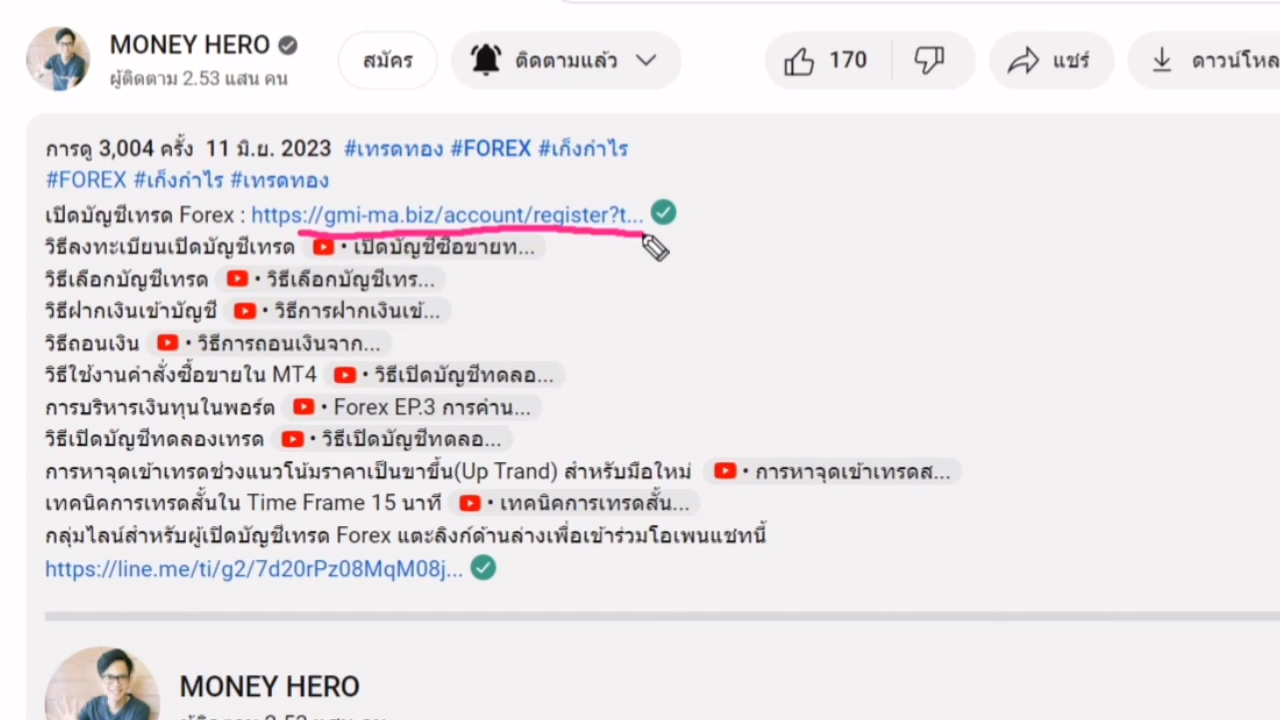 MONEY HERO
ผู้ติดตาม 2.53 แสน คน
สมัคร
ติดตามแล้ว
170
แชร์
ดาวน์โหล
การดู 3,004 ครั้ง 11 มิ.ย. 2023 #เทรดทอง #FOREX #เก็งกำไร
#FOREX #เก็งกำไร #เทรดทอง
เปิดบัญชีเทรด Forex : https://gmi-ma.biz/account/register?t...
วิธีลงทะเบียนเปิดบัญชีเทรด • เปิดบัญชีซื้อขายท...
วิธีเลือกบัญชีเทรด • วิธีเลือกบัญชีเทร...
วิธีฝากเงินเข้าบัญชี • วิธีการฝากเงินเข้...
วิธีถอนเงิน • วิธีการถอนเงินจาก...
วิธีใช้งานคำสั่งซื้อขายใน MT4 • วิธีเปิดบัญชีทดลอ...
การบริหารเงินทุนในพอร์ต • Forex EP.3 การคำน...
วิธีเปิดบัญชีทดลองเทรด • วิธีเปิดบัญชีทดลอ...
การหาจุดเข้าเทรดช่วงแนวโน้มราคาเป็นขาขึ้น(Up Trand) สำหรับมือใหม่ • การหาจุดเข้าเทรดส...
เทคนิคการเทรดสั้นใน Time Frame 15 นาที • เทคนิคการเทรดสั้น...
กลุ่มไลน์สำหรับผู้เปิดบัญชีเทรด Forex แตะลิงก์ด้านล่างเพื่อเข้าร่วมโอเพนแชทนี้
https://line.me/ti/g2/7d20rPz08MqM08j...
MONEY HERO